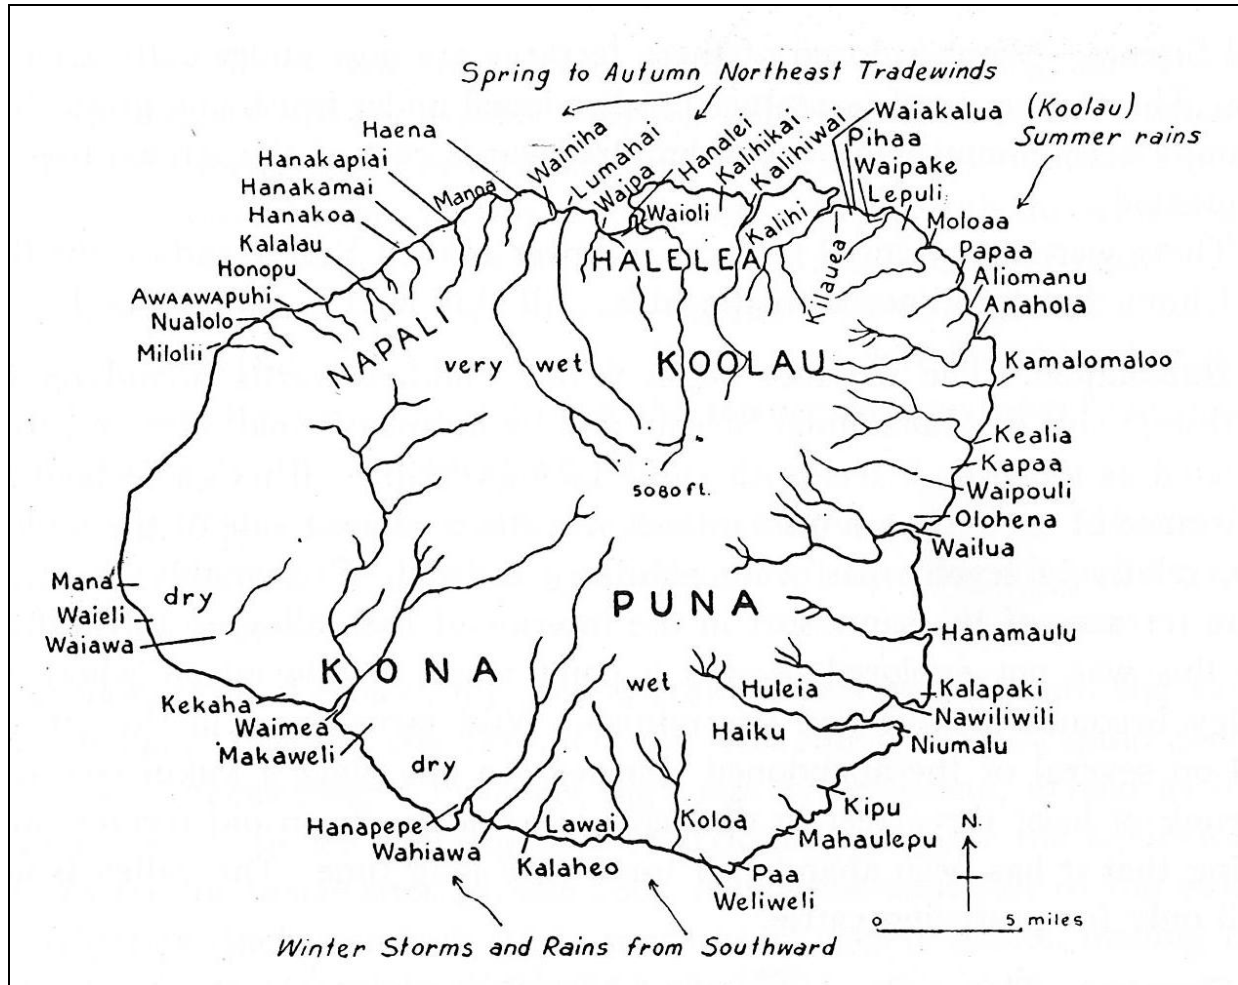 Spring to Autumn Northeast Tradewinds
(Koolau)
Summer rains
Haena
Wainiha
Lumahai
Waipa
Hanalei
Waioli
Kalihikai
Kalihiwai
Kalihi
Waiakalua
Pihaa
Waipake
Lepuli
Kilauea
Moloaa
Papaa
Aliomanu
Anahola
Kamalomaloo
Kealia
Kapaa
Waipouli
Olohena
Wailua
Hanamaulu
Kalapaki
Nawiliwili
Niumalu
Huleia
Haiku
Kipu
Mahaulepu
Paa
Weliweli
Koloa
Lawai
Kalaheo
Wahiawa
Hanapepe
Makaweli
Waimea
Kekaha
Waiawa
Waieli
Mana
Milolii
Nualolo
AWAAWApuhi
Honopu
Kalalau
Hanakoa
Hanakamai
Hanakapiai
Manoa
NAPALI
HALELEA
KOOLAU
PUNA
KONA
very wet
5080 ft.
dry
dry
wet
N.
0 5 miles
Winter Storms and Rains from Southward